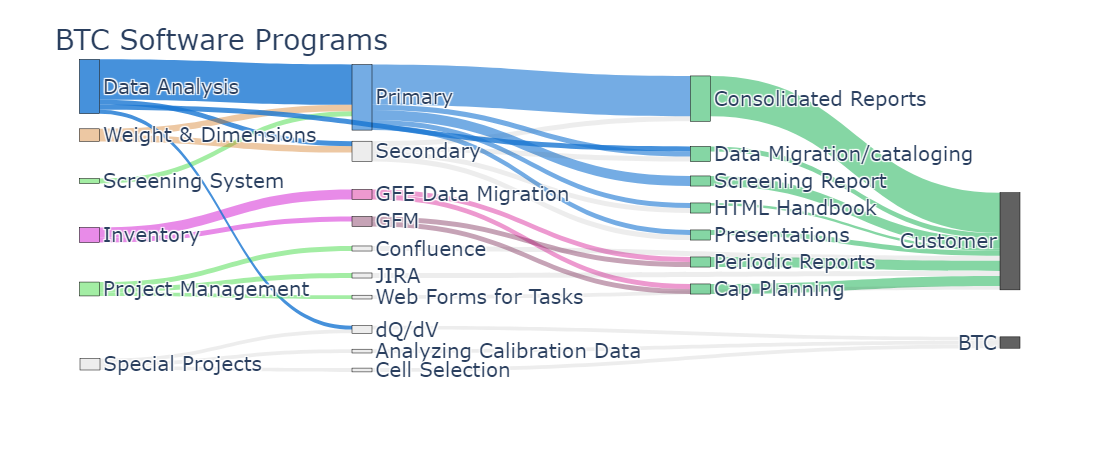 BTC Software Programs
Data Analysis
Weight & Dimensions
Screening System
Inventory
Project Management
Special Projects
Primary
Secondary
GFE Data Migration
GFM
Confluence
JIRA
Web Forms for Tasks
dQ/dV
Analyzing Calibration Data
Cell Selection
Consolidated Reports
Data Migration/cataloging
Screening Report
HTML Handbook
Presentations
Periodic Reports
Cap Planning
Customer
BTC